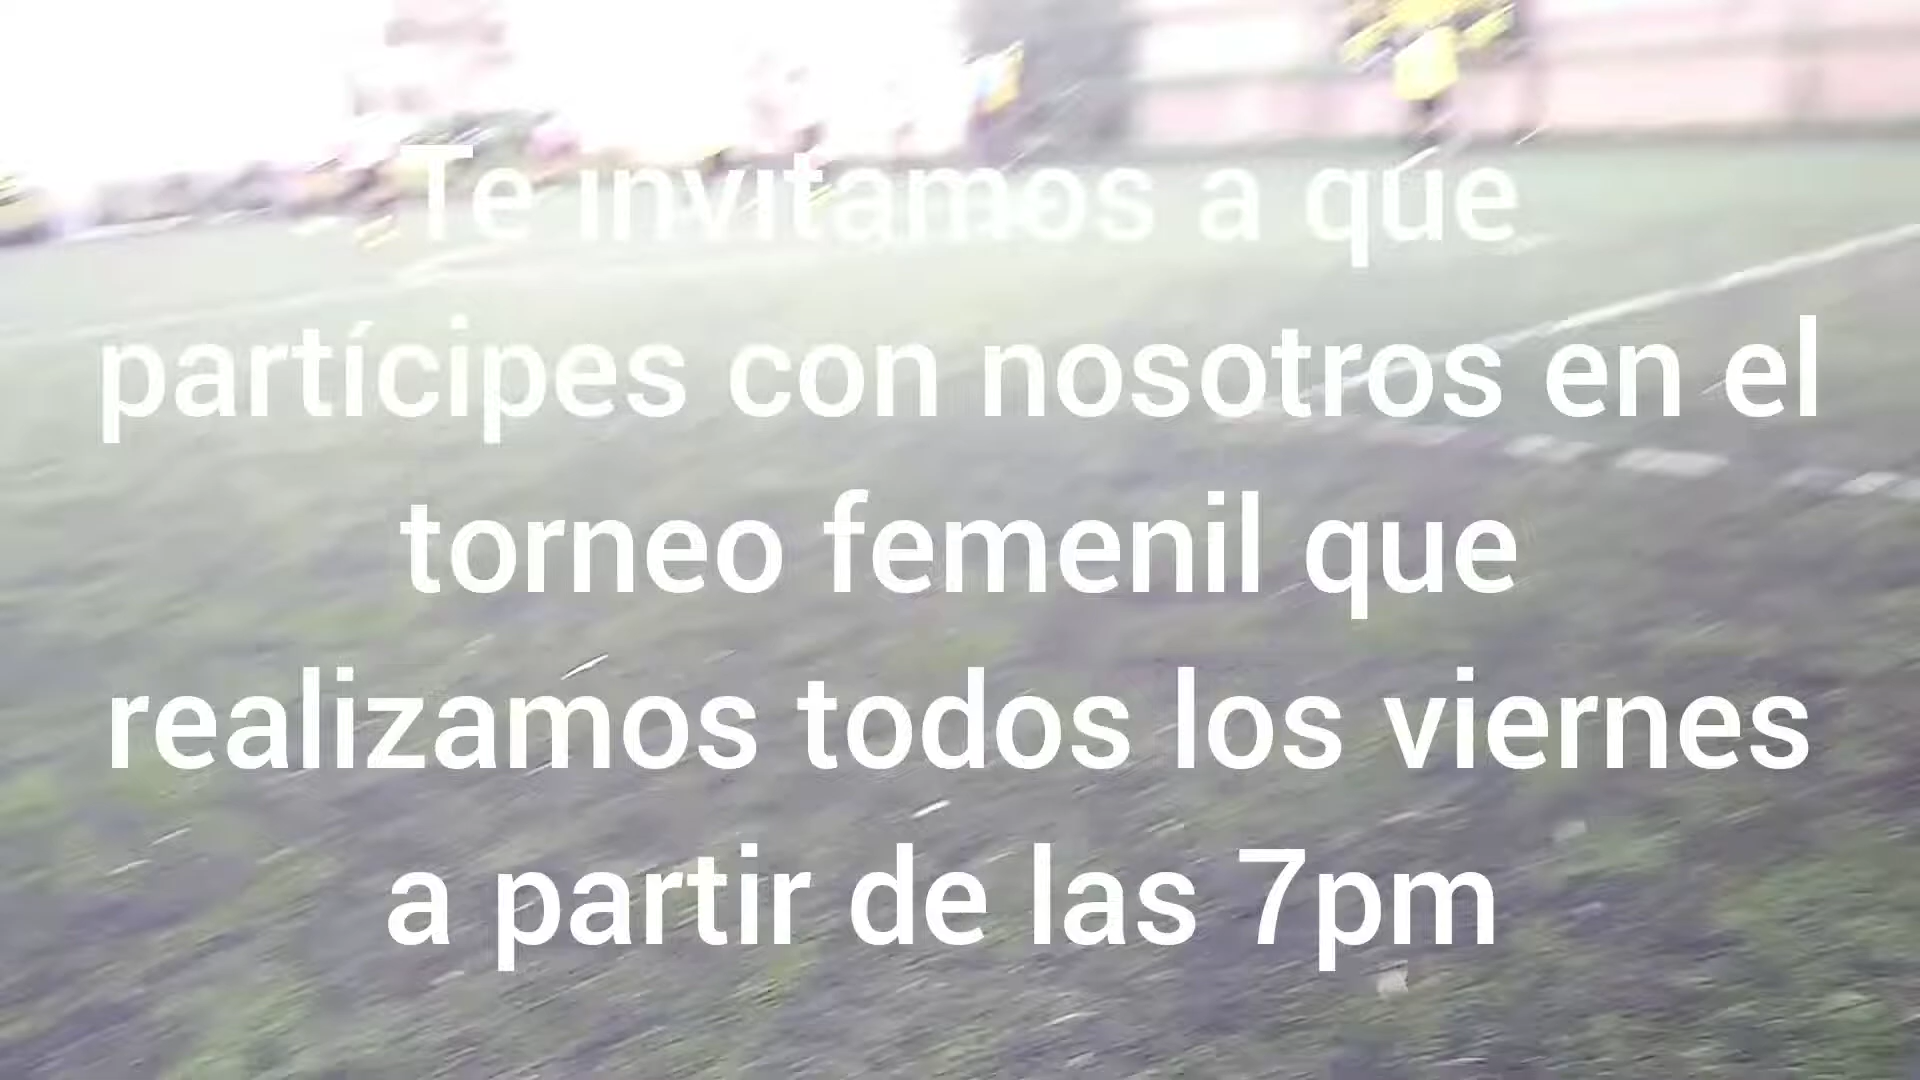 Te invitamos a que
partícipes con nosotros en el
torneo femenil que
realizamos todos los viernes
a partir de las 7pm